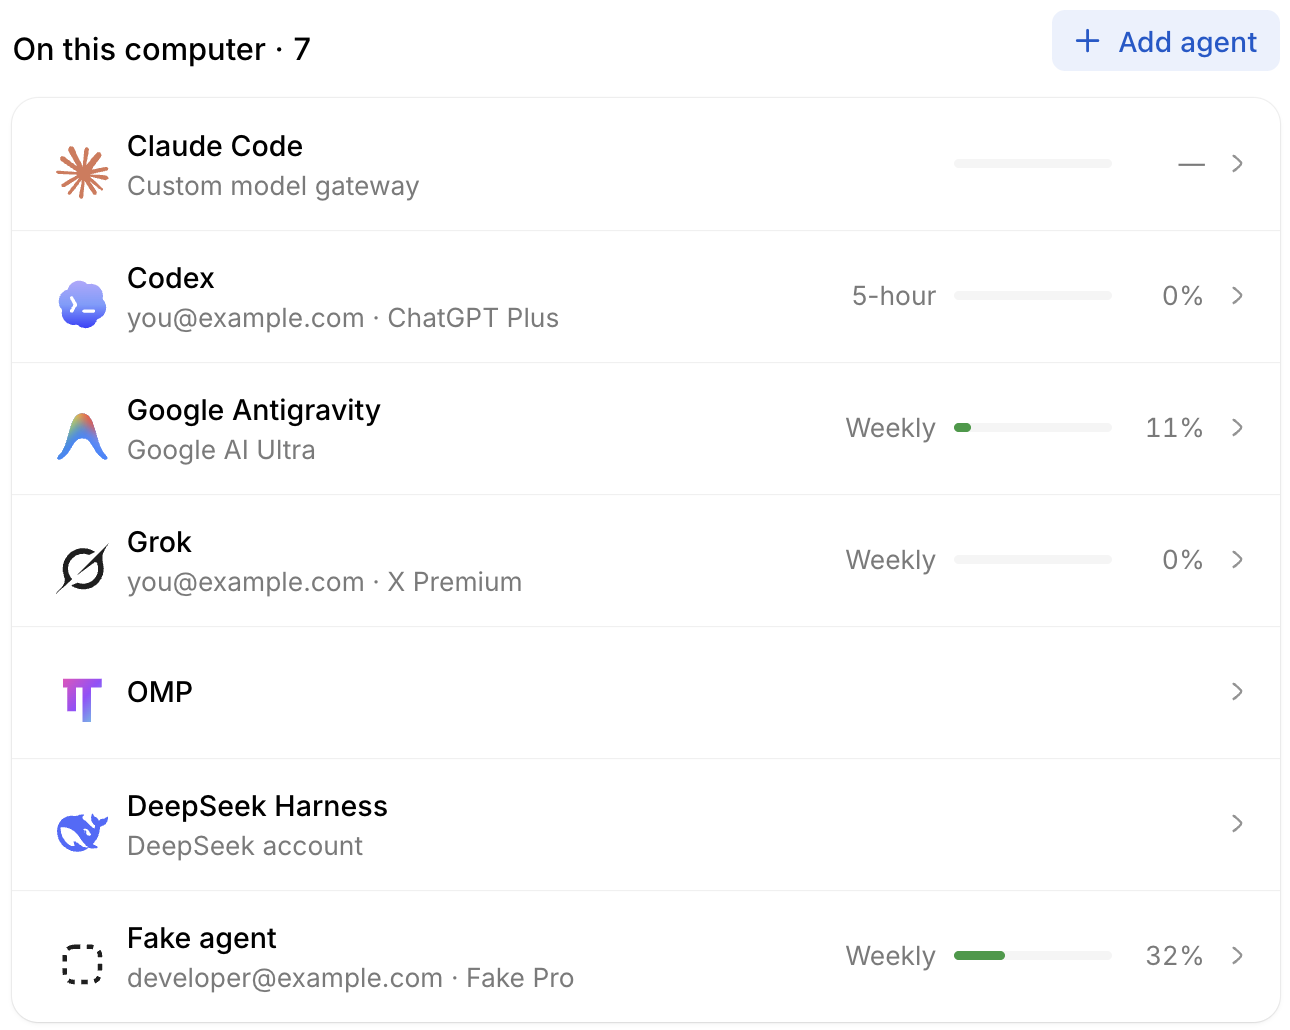 On this computer · 7
+ Add agent
Claude Code
Custom model gateway
—
Codex
you@example.com · ChatGPT Plus
5-hour
0%
Google Antigravity
Google AI Ultra
Weekly
11%
Grok
you@example.com · X Premium
Weekly
0%
OMP
DeepSeek Harness
DeepSeek account
Fake agent
developer@example.com · Fake Pro
Weekly
32%